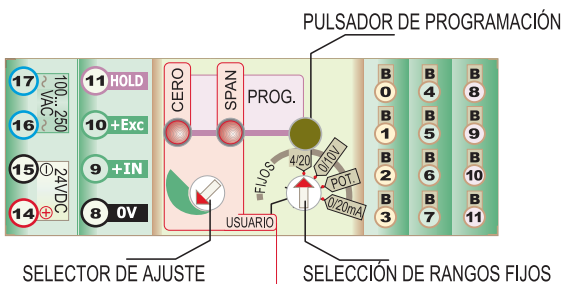 PULSADOR DE PROGRAMACIÓN
17 ~ 100...250 VAC
16 ~
15 ⊖ 24VDC
14 ⊕
11 HOLD
10 +Exc
9 +IN
8 0V
CERO
SPAN
PROG.
FIJOS
4/20
0/10V
POT.
0/20mA
USUARIO
B 0
B 4
B 8
B 1
B 5
B 9
B 2
B 6
B 10
B 3
B 7
B 11
SELECTOR DE AJUSTE
SELECCIÓN DE RANGOS FIJOS